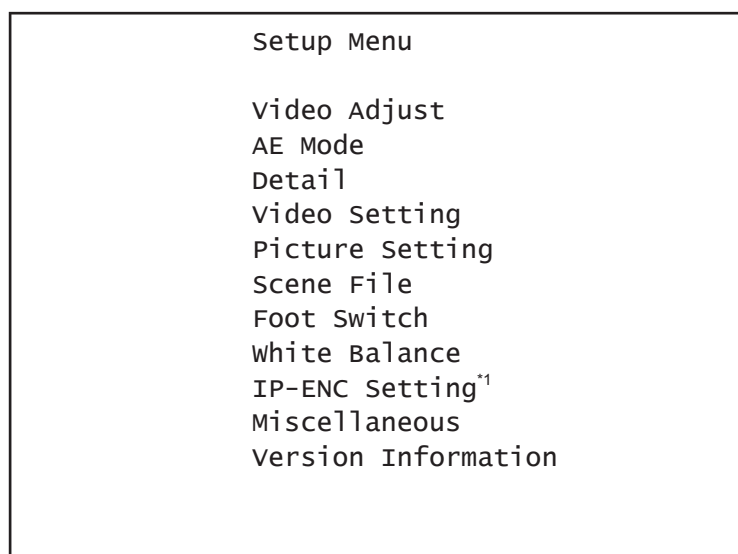 Setup Menu
Video Adjust
AE Mode
Detail
Video Setting
Picture Setting
Scene File
Foot Switch
White Balance
IP-ENC Setting*1
Miscellaneous
Version Information